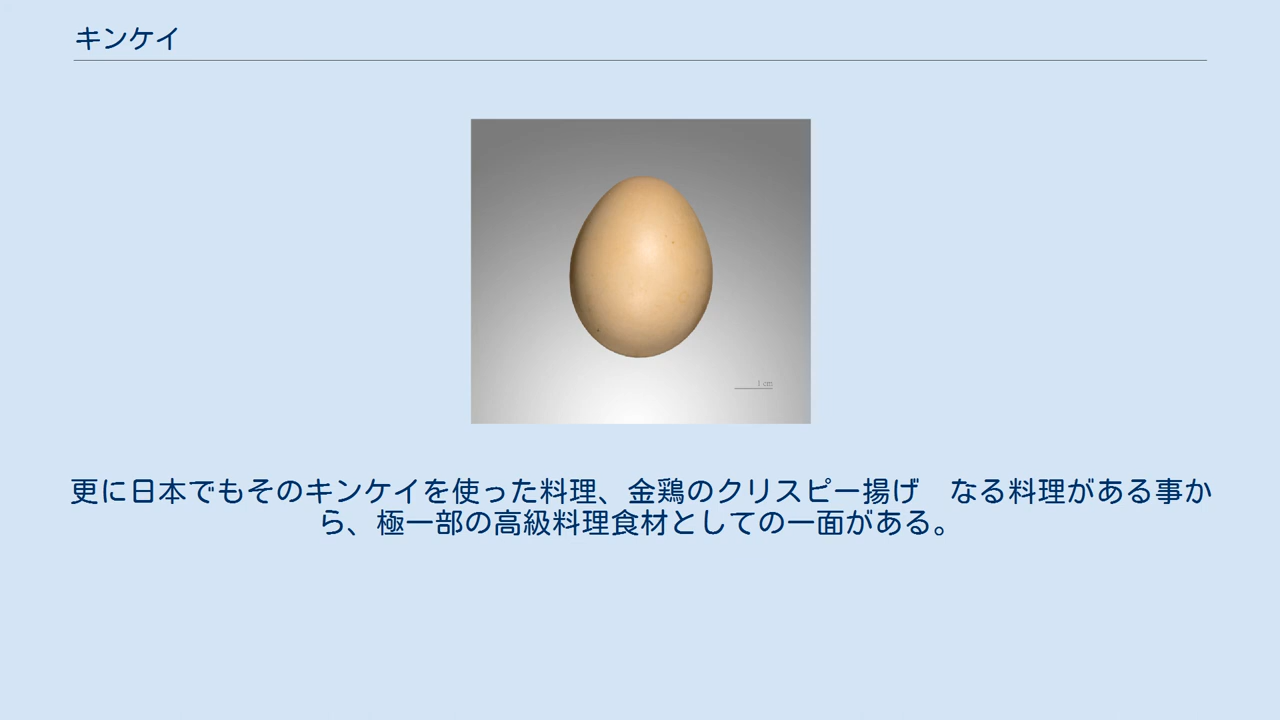 キンケイ
1 cm
更に日本でもそのキンケイを使った料理、金鶏のクリスピー揚げ　なる料理がある事か
ら、極一部の高級料理食材としての一面がある。